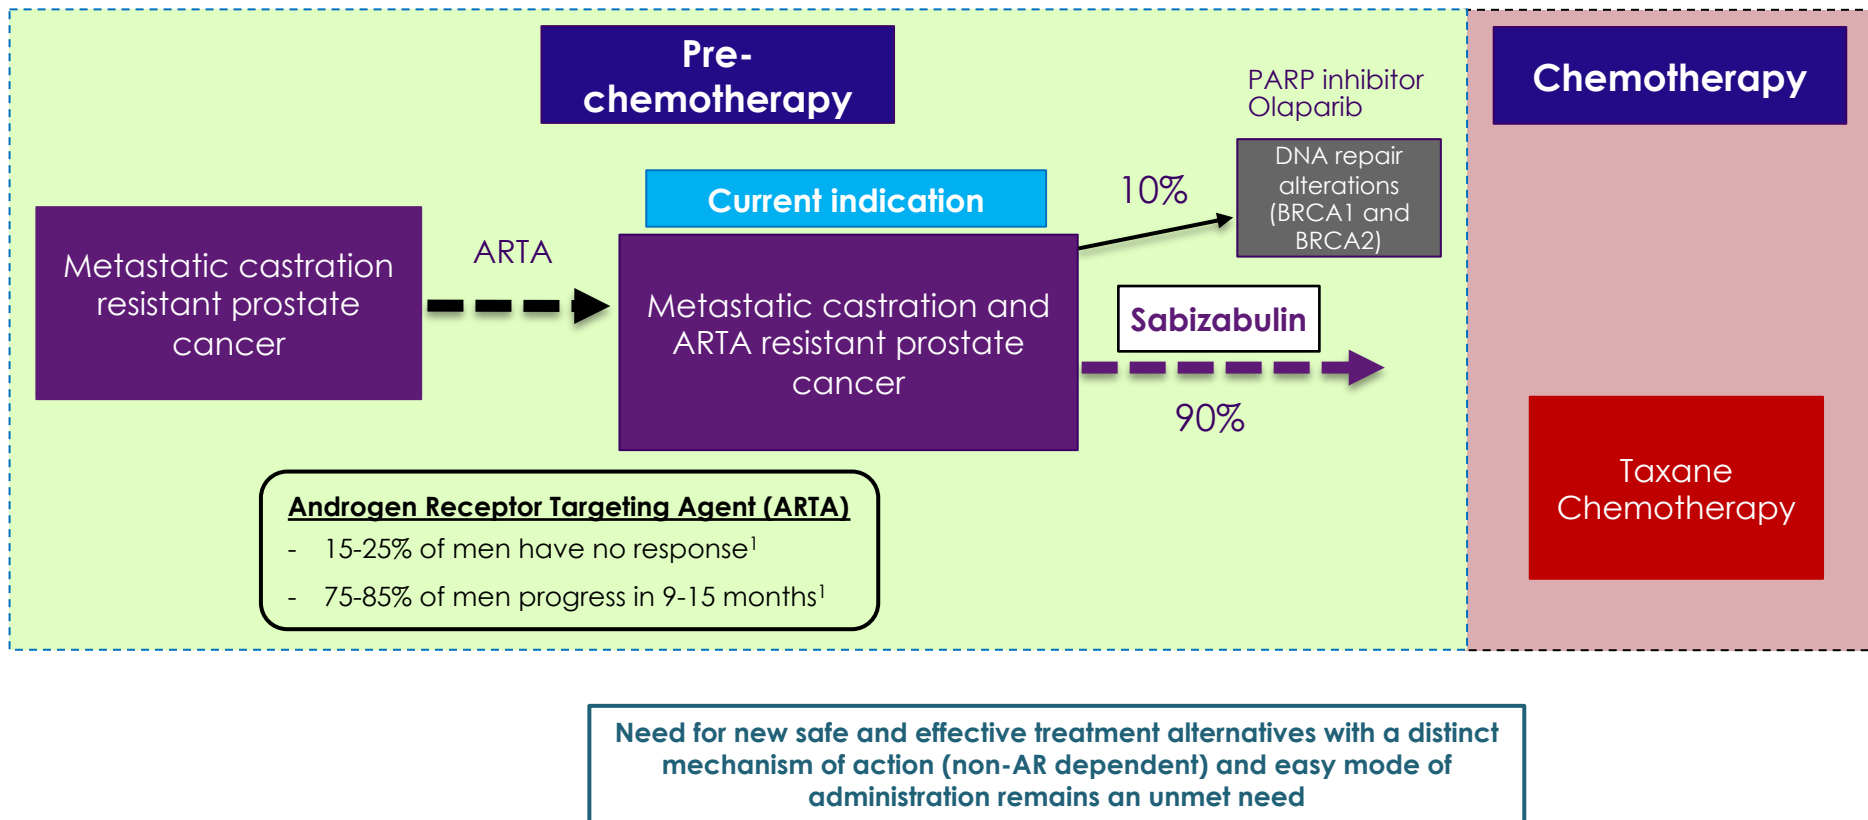 Pre-
chemotherapy
Chemotherapy
PARP inhibitor
Olaparib
DNA repair
alterations
(BRCA1 and
BRCA2)
10%
Current indication
Metastatic castration
resistant prostate
cancer
ARTA
Metastatic castration and
ARTA resistant prostate
cancer
Sabizabulin
90%
Taxane
Chemotherapy
Androgen Receptor Targeting Agent (ARTA)
- 15-25% of men have no response1
- 75-85% of men progress in 9-15 months1
Need for new safe and effective treatment alternatives with a distinct
mechanism of action (non-AR dependent) and easy mode of
administration remains an unmet need